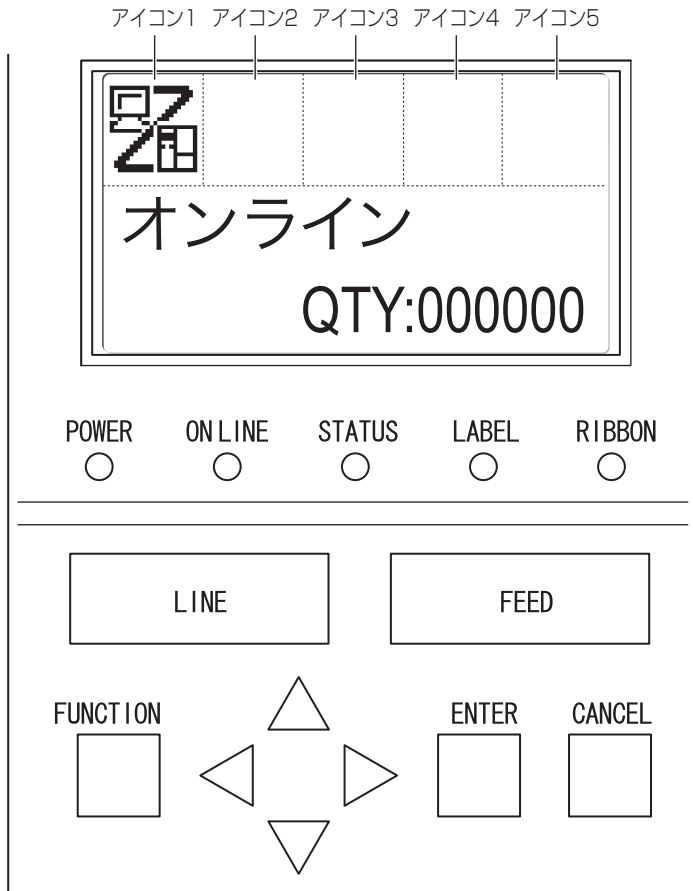 アイコン1 アイコン2 アイコン3 アイコン4 アイコン5
オンライン
QTY:000000
POWER ONLINE STATUS LABEL RIBBON
LINE FEED
FUNCTION ENTER CANCEL